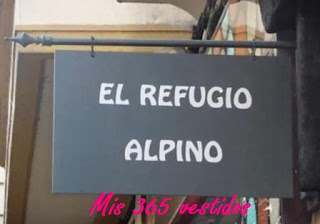 EL REFUGIO
ALPINO
Mis 365 vestidos